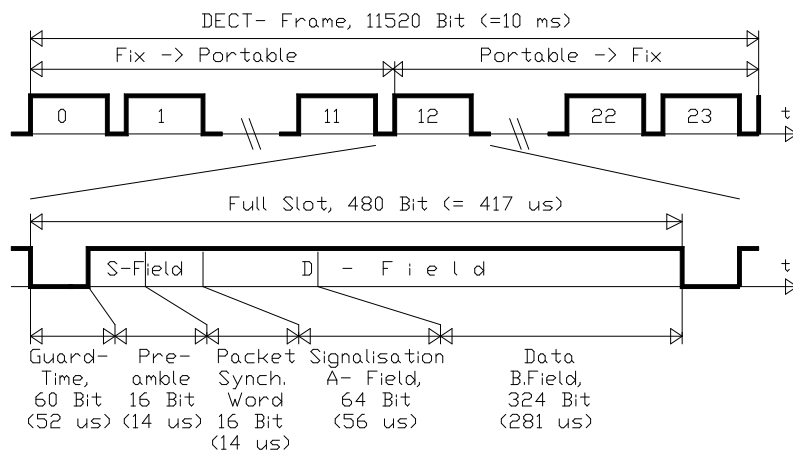 DECT- Frame, 11520 Bit (=10 ms)
Fix -> Portable
Portable -> Fix
0
1
11
12
22
23
t
Full Slot, 480 Bit (= 417 us)
S-Field
D - Field
t
Guard-
Time,
60 Bit
(52 us)
Pre-
amble
16 Bit
(14 us)
Packet
Synch.
Word
16 Bit
(14 us)
Signalisation
A- Field,
64 Bit
(56 us)
Data
B.Field,
324 Bit
(281 us)